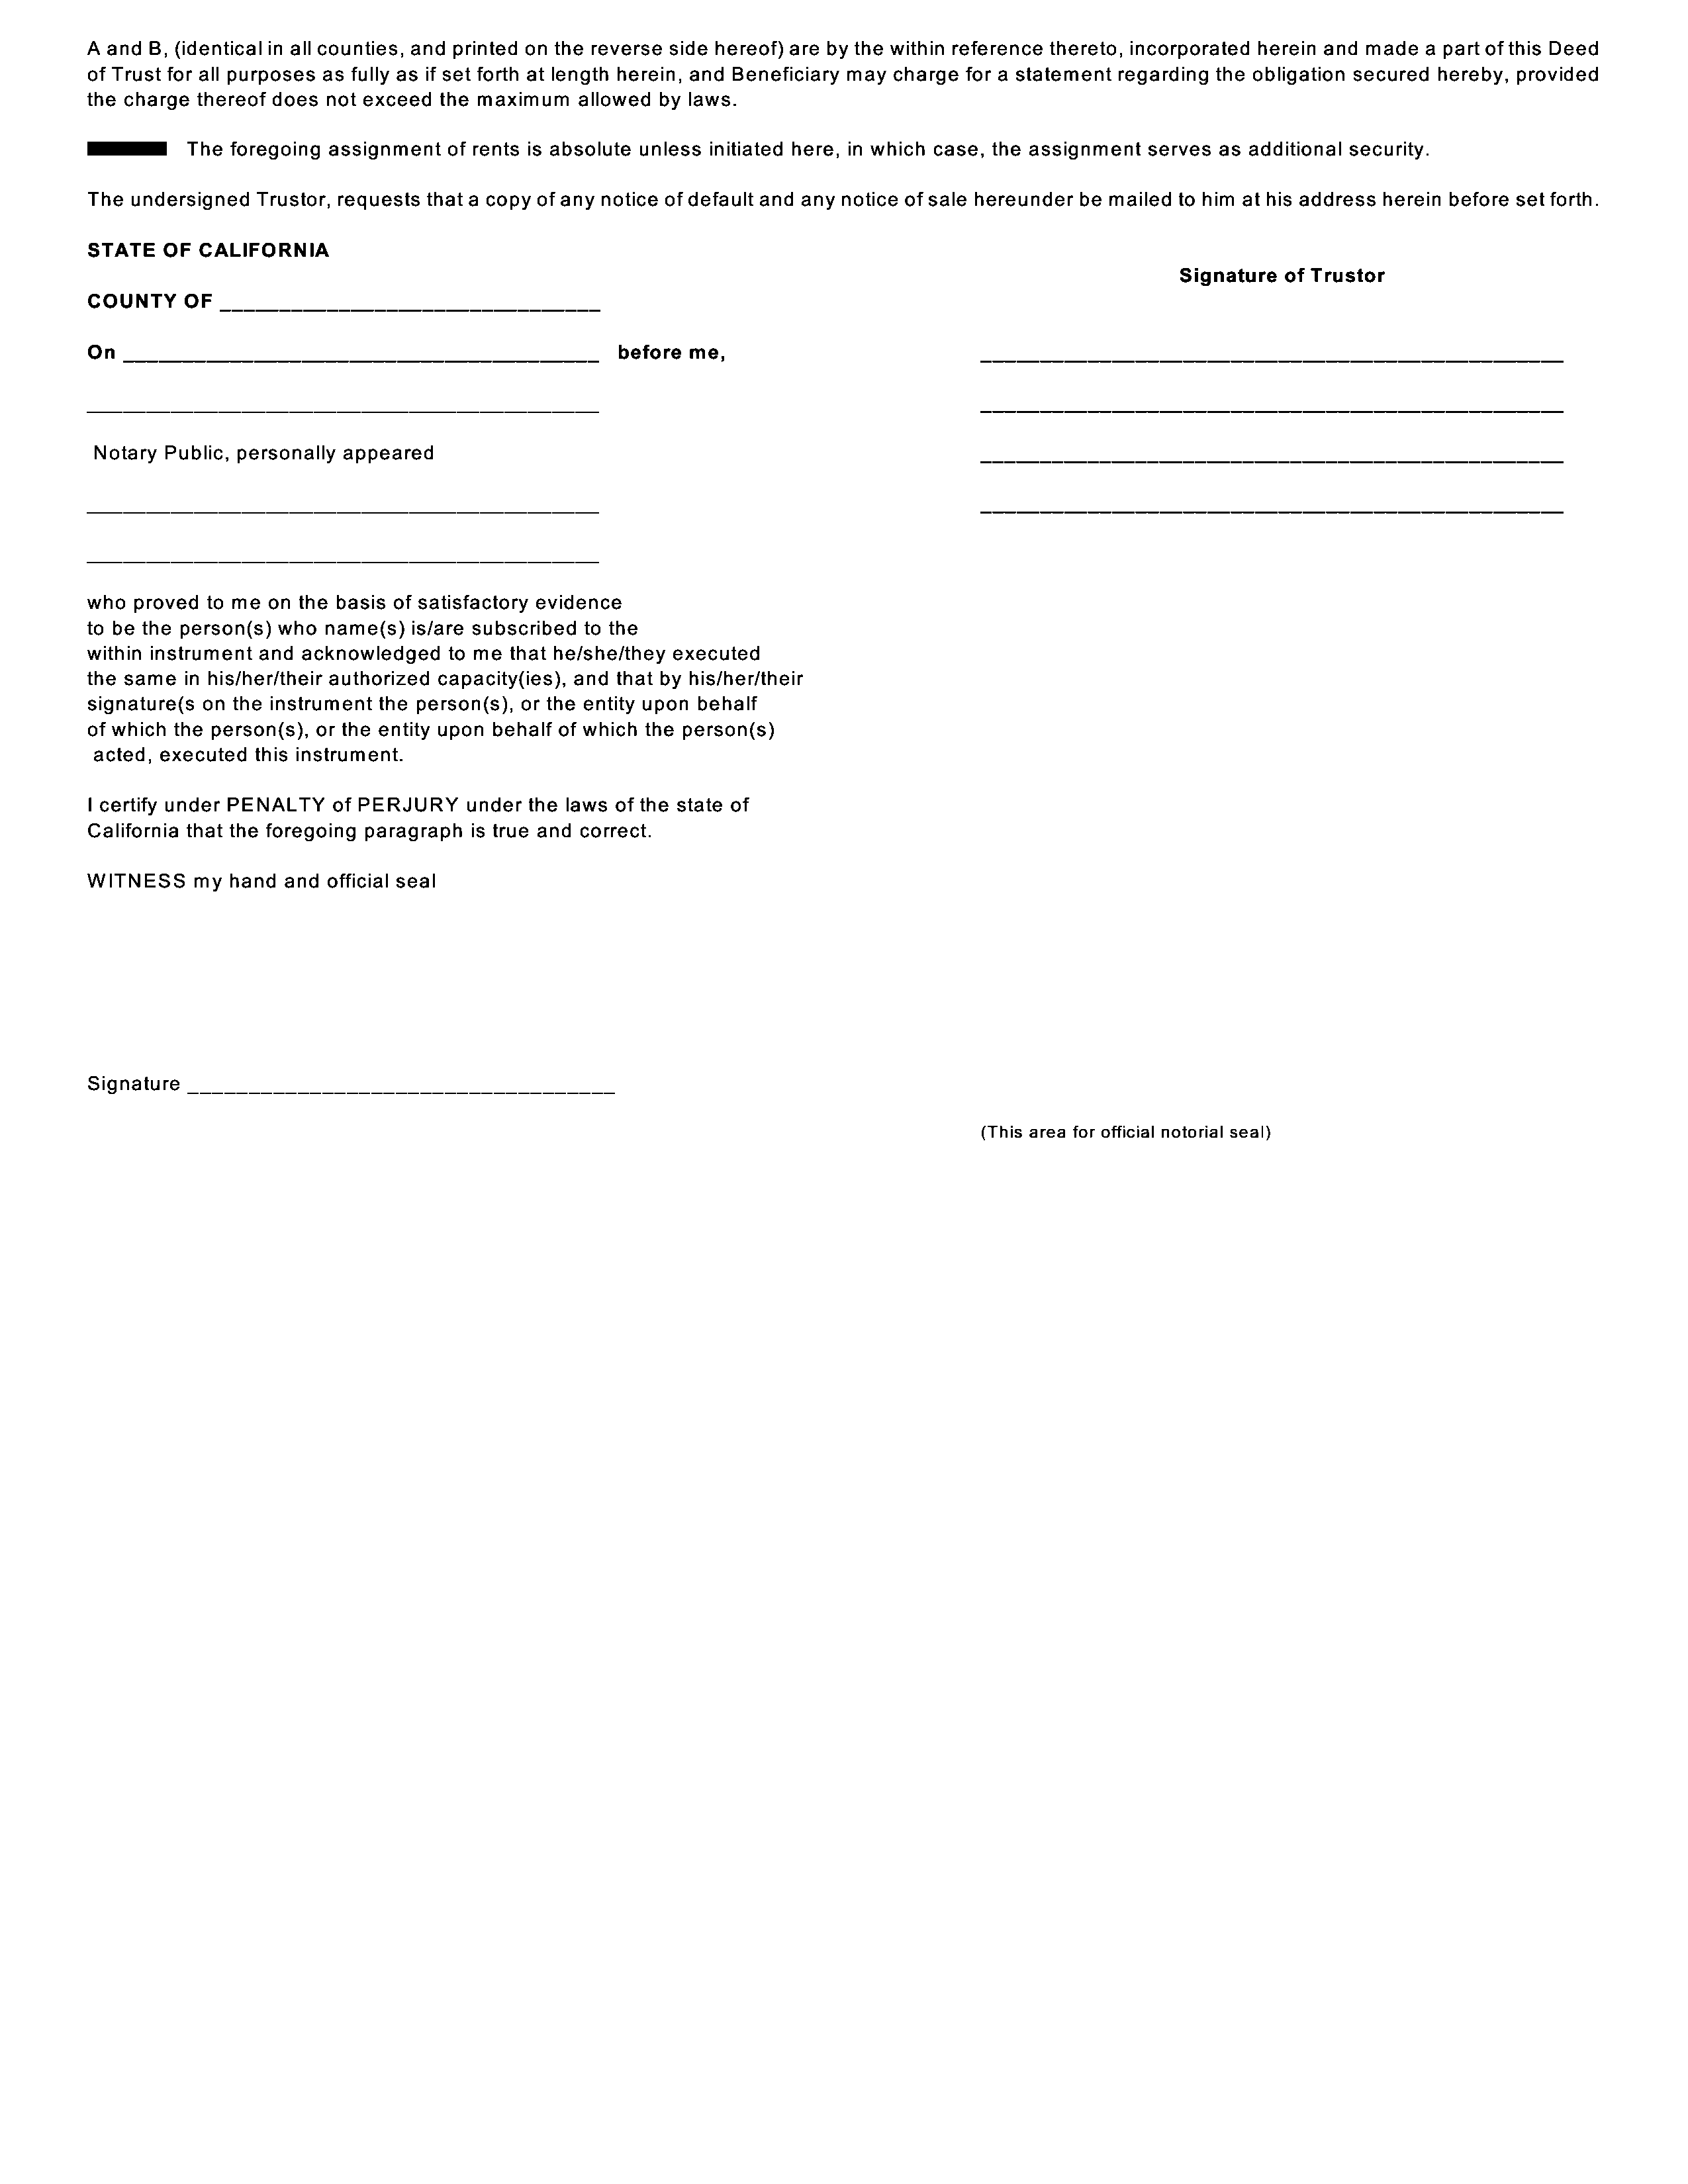 A and B, (identical in all counties, and printed on the reverse side hereof) are by the within reference thereto, incorporated herein and made a part of this Deed
of Trust for all purposes as fully as if set forth at length herein, and Beneficiary may charge for a statement regarding the obligation secured hereby, provided
the charge thereof does not exceed the maximum allowed by laws.
The foregoing assignment of rents is absolute unless initiated here, in which case, the assignment serves as additional security.
The undersigned Trustor, requests that a copy of any notice of default and any notice of sale hereunder be mailed to him at his address herein before set forth.
STATE OF CALIFORNIA
Signature of Trustor
COUNTY OF ________________________________
On ________________________________________ before me,
Notary Public, personally appeared
who proved to me on the basis of satisfactory evidence
to be the person(s) who name(s) is/are subscribed to the
within instrument and acknowledged to me that he/she/they executed
the same in his/her/their authorized capacity(ies), and that by his/her/their
signature(s on the instrument the person(s), or the entity upon behalf
of which the person(s), or the entity upon behalf of which the person(s)
acted, executed this instrument.
I certify under PENALTY of PERJURY under the laws of the state of
California that the foregoing paragraph is true and correct.
WITNESS my hand and official seal
Signature ____________________________________
(This area for official notorial seal)